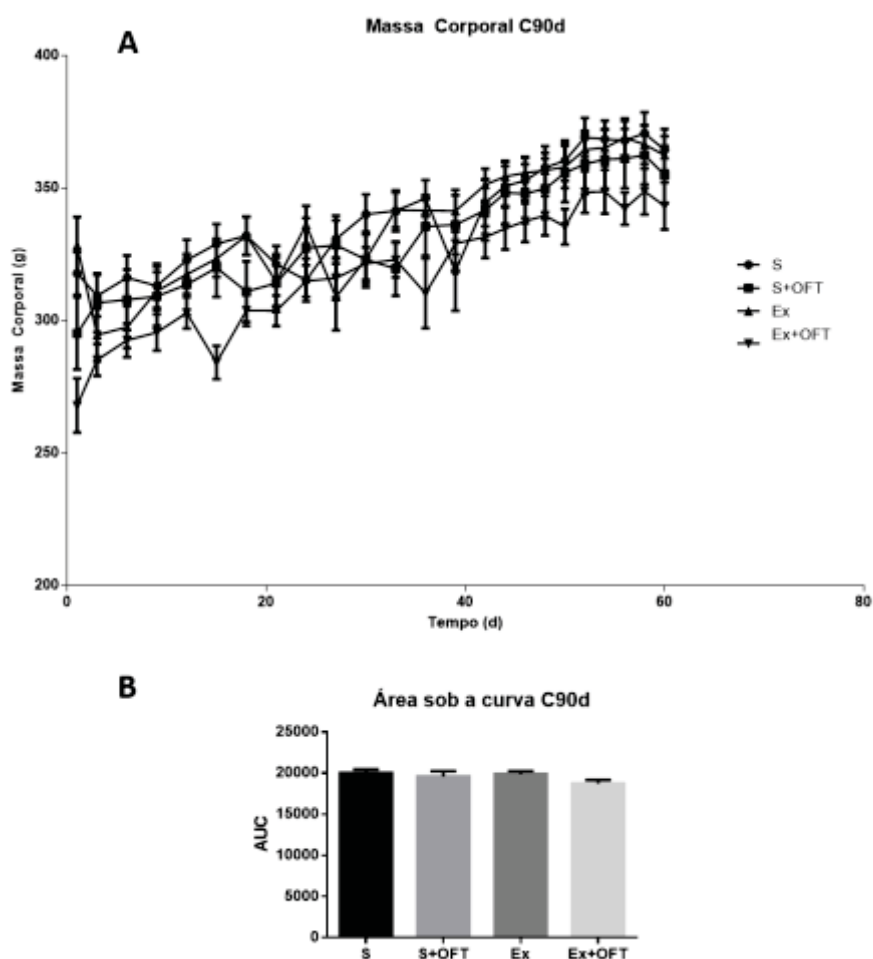 A
Massa Corporal C90d
400
350
300
250
200
Massa Corporal (g)
0 20 40 60 80
Tempo (d)
S
S+OFT
Ex
Ex+OFT
B
Área sob a curva C90d
25000
20000
15000
10000
5000
0
AUC
S S+OFT Ex Ex+OFT